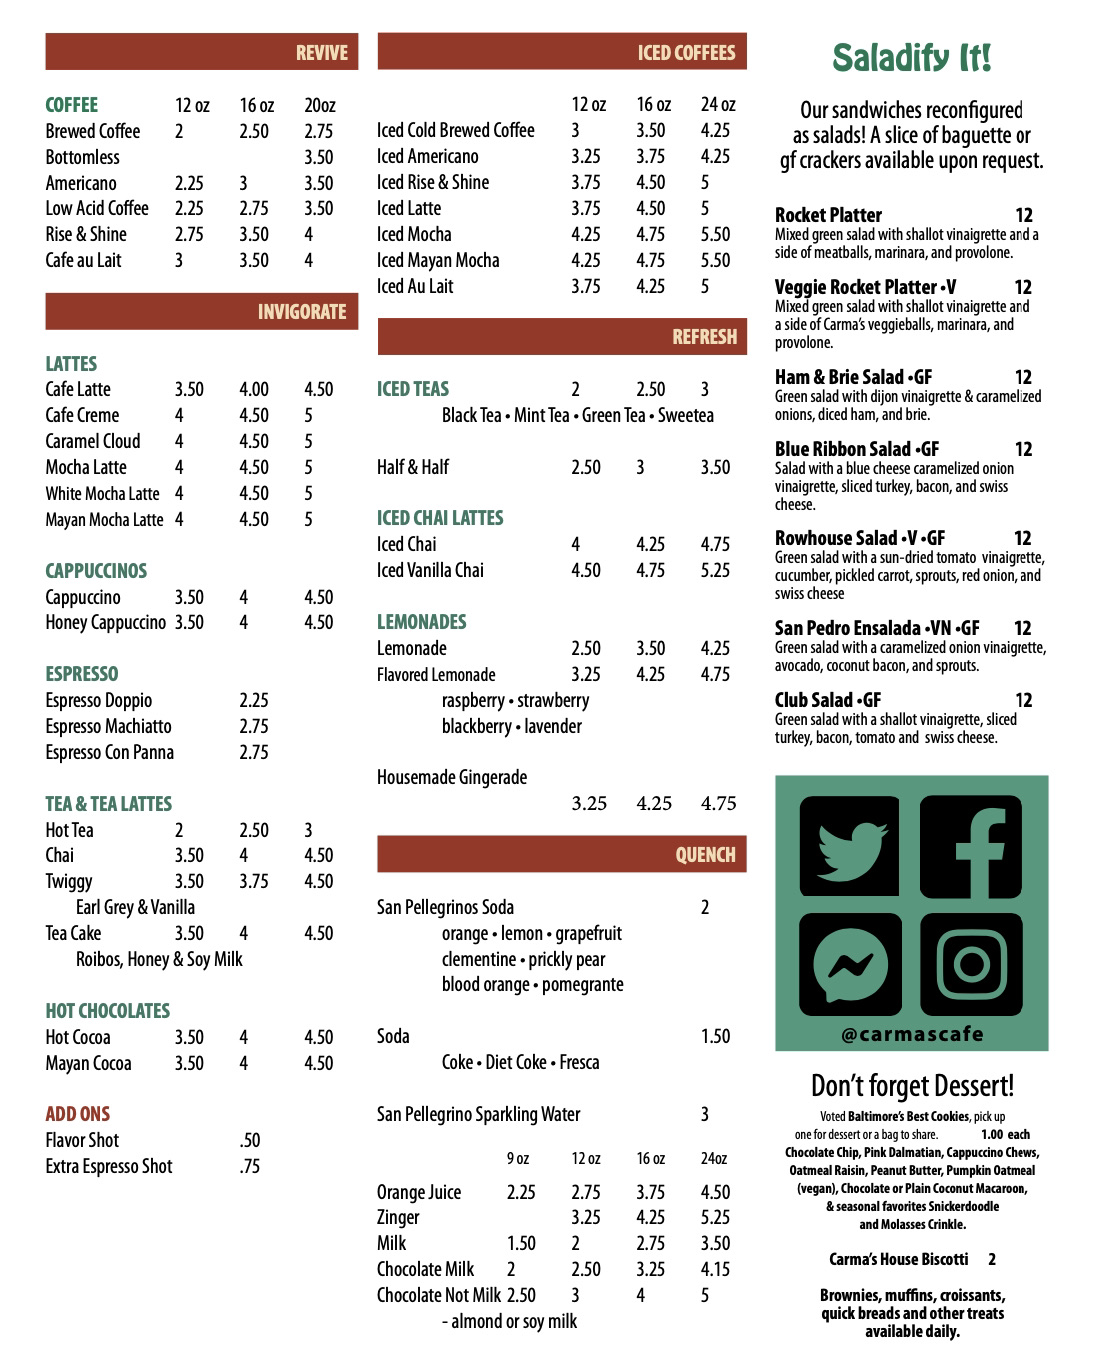 REVIVE
COFFEE 12 oz 16 oz 20oz
Brewed Coffee 2 2.50 2.75
Bottomless 3.50
Americano 2.25 3 3.50
Low Acid Coffee 2.25 2.75 3.50
Rise & Shine 2.75 3.50 4
Cafe au Lait 3 3.50 4
INVIGORATE
LATTES
Cafe Latte 3.50 4.00 4.50
Cafe Creme 4 4.50 5
Caramel Cloud 4 4.50 5
Mocha Latte 4 4.50 5
White Mocha Latte 4 4.50 5
Mayan Mocha Latte 4 4.50 5
CAPPUCCINOS
Cappuccino 3.50 4 4.50
Honey Cappuccino 3.50 4 4.50
ESPRESSO
Espresso Doppio 2.25
Espresso Machiatto 2.75
Espresso Con Panna 2.75
TEA & TEA LATTES
Hot Tea 2 2.50 3
Chai 3.50 4 4.50
Twiggy 3.50 3.75 4.50
Earl Grey & Vanilla
Tea Cake 3.50 4 4.50
Roibos, Honey & Soy Milk
HOT CHOCOLATES
Hot Cocoa 3.50 4 4.50
Mayan Cocoa 3.50 4 4.50
ADD ONS
Flavor Shot .50
Extra Espresso Shot .75
ICED COFFEES
12 oz 16 oz 24 oz
Iced Cold Brewed Coffee 3 3.50 4.25
Iced Americano 3.25 3.75 4.25
Iced Rise & Shine 3.75 4.50 5
Iced Latte 3.75 4.50 5
Iced Mocha 4.25 4.75 5.50
Iced Mayan Mocha 4.25 4.75 5.50
Iced Au Lait 3.75 4.25 5
REFRESH
ICED TEAS 2 2.50 3
Black Tea • Mint Tea • Green Tea • Sweetea
Half & Half 2.50 3 3.50
ICED CHAI LATTES
Iced Chai 4 4.25 4.75
Iced Vanilla Chai 4.50 4.75 5.25
LEMONADES
Lemonade 2.50 3.50 4.25
Flavored Lemonade 3.25 4.25 4.75
raspberry • strawberry
blackberry • lavender
Housemade Gingerade
3.25 4.25 4.75
QUENCH
San Pellegrinos Soda 2
orange • lemon • grapefruit
clementine • prickly pear
blood orange • pomegrante
Soda 1.50
Coke • Diet Coke • Fresca
San Pellegrino Sparkling Water 3
9 oz 12 oz 16 oz 24oz
Orange Juice 2.25 2.75 3.75 4.50
Zinger 3.25 4.25 5.25
Milk 1.50 2 2.75 3.50
Chocolate Milk 2 2.50 3.25 4.15
Chocolate Not Milk 2.50 3 4 5
- almond or soy milk
Saladify It!
Our sandwiches reconfigured
as salads! A slice of baguette or
gf crackers available upon request.
Rocket Platter 12
Mixed green salad with shallot vinaigrette and a
side of meatballs, marinara, and provolone.
Veggie Rocket Platter •V 12
Mixed green salad with shallot vinaigrette and
a side of Carma's veggieballs, marinara, and
provolone.
Ham & Brie Salad •GF 12
Green salad with dijon vinaigrette & caramelized
onions, diced ham, and brie.
Blue Ribbon Salad •GF 12
Salad with a blue cheese caramelized onion
vinaigrette, sliced turkey, bacon, and swiss
cheese.
Rowhouse Salad •V •GF 12
Green salad with a sun-dried tomato vinaigrette,
cucumber, pickled carrot, sprouts, red onion, and
swiss cheese
San Pedro Ensalada •VN •GF 12
Green salad with a caramelized onion vinaigrette,
avocado, coconut bacon, and sprouts.
Club Salad •GF 12
Green salad with a shallot vinaigrette, sliced
turkey, bacon, tomato and swiss cheese.
@carmascafe
Don't forget Dessert!
Voted Baltimore's Best Cookies, pick up
one for dessert or a bag to share. 1.00 each
Chocolate Chip, Pink Dalmatian, Cappuccino Chews,
Oatmeal Raisin, Peanut Butter, Pumpkin Oatmeal
(vegan), Chocolate or Plain Coconut Macaroon,
& seasonal favorites Snickerdoodle
and Molasses Crinkle.
Carma's House Biscotti 2
Brownies, muffins, croissants,
quick breads and other treats
available daily.